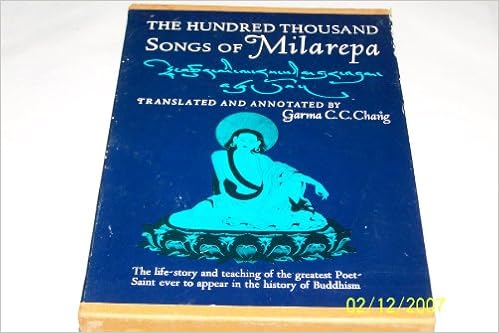 THE HUNDRED THOUSAND
SONGS OF Milarepa
TRANSLATED AND ANNOTATED BY
Garma C. C. Chang
The life-story and teaching of the greatest Poet-
Saint ever to appear in the history of Buddhism
02/12/2007